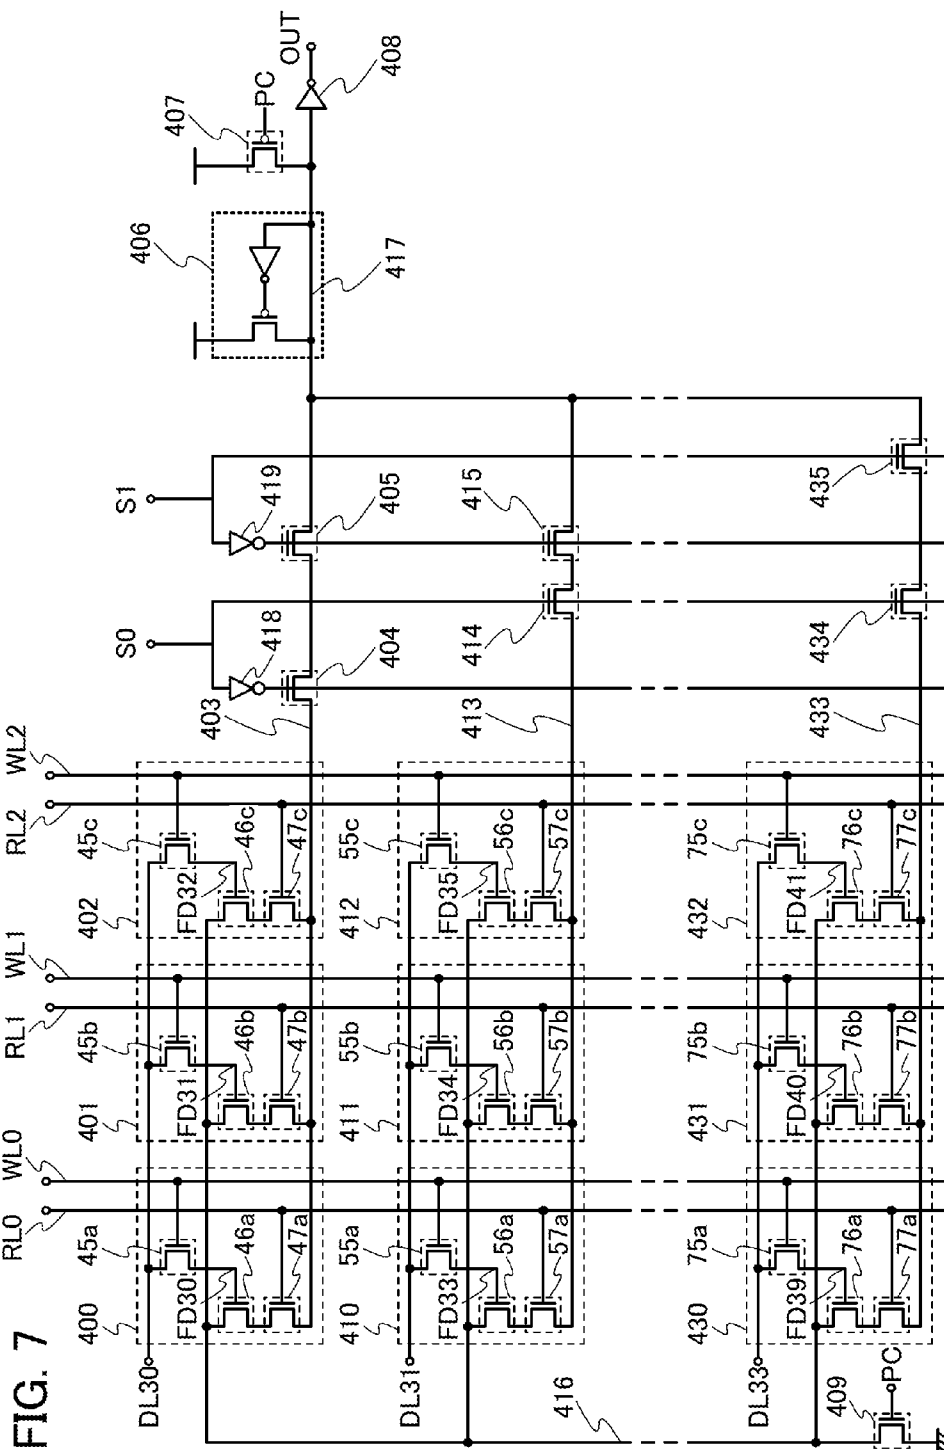 FIG. 7
RL0
WL0
RL1
WL1
RL2
WL2
S0
S1
OUT
400
45a
401
45b
402
45c
403
418
419
406
407
PC
408
DL30
FD30
46a
47a
FD31
46b
47b
FD32
46c
47c
404
405
417
410
55a
411
55b
412
55c
413
414
415
DL31
FD33
56a
57a
FD34
56b
57b
FD35
56c
57c
416
430
75a
431
75b
432
75c
433
434
435
DL33
FD39
76a
77a
FD40
76b
77b
FD41
76c
77c
409
PC